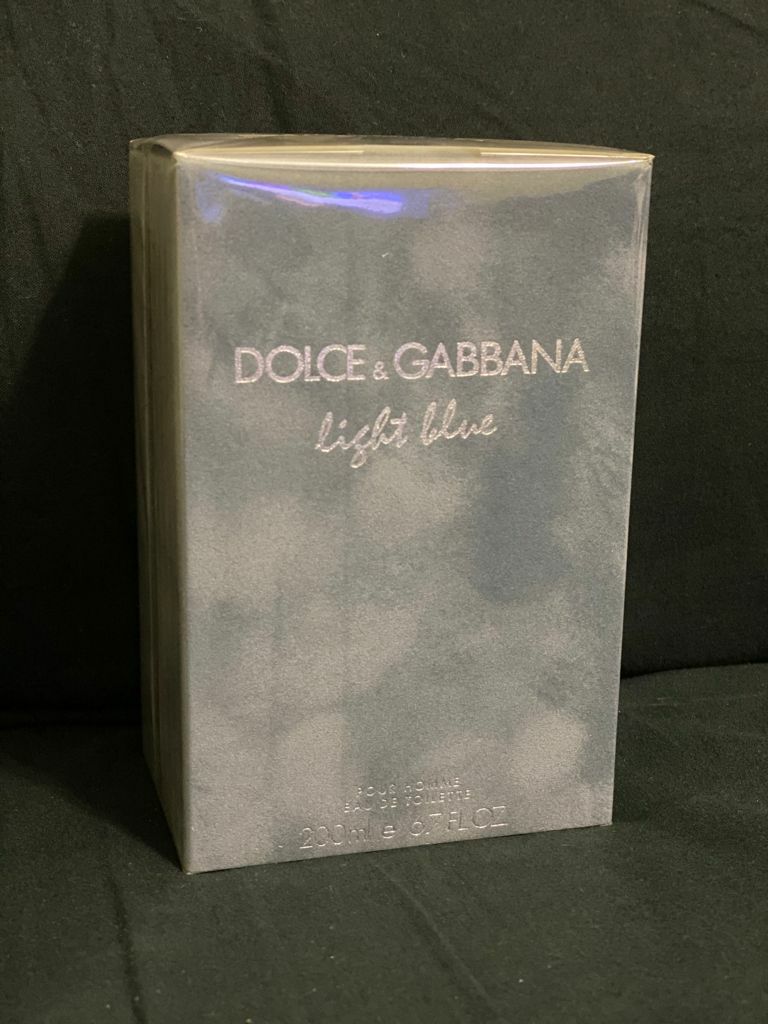 DOLCE & GABBANA
light blue
POUR HOMME
EAU DE TOILETTE
200ml e 6.7 FL.OZ